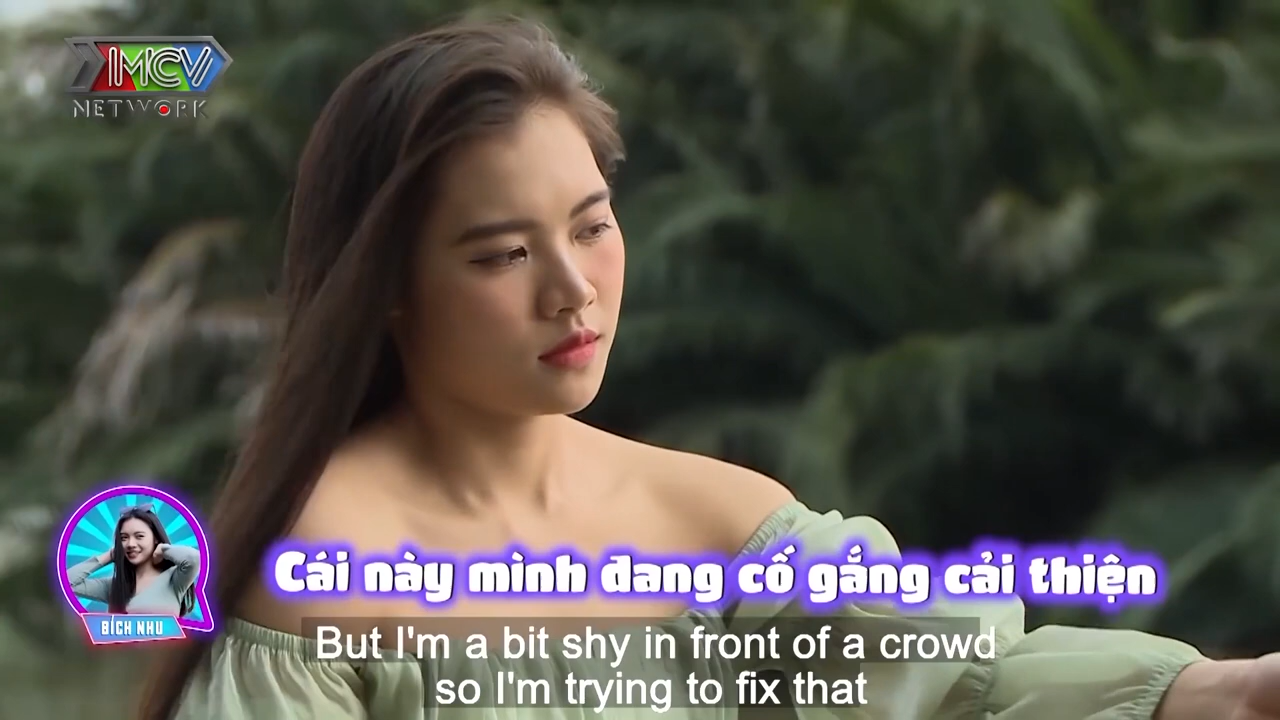 MCV
NETWORK
Cái này mình đang cố gắng cải thiện
BÍCH NHU
But I'm a bit shy in front of a crowd
so I'm trying to fix that